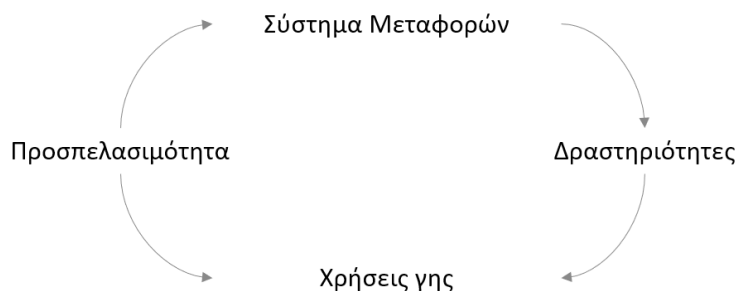 Σύστημα Μεταφορών
Προσπελασιμότητα
Δραστηριότητες
Χρήσεις γης